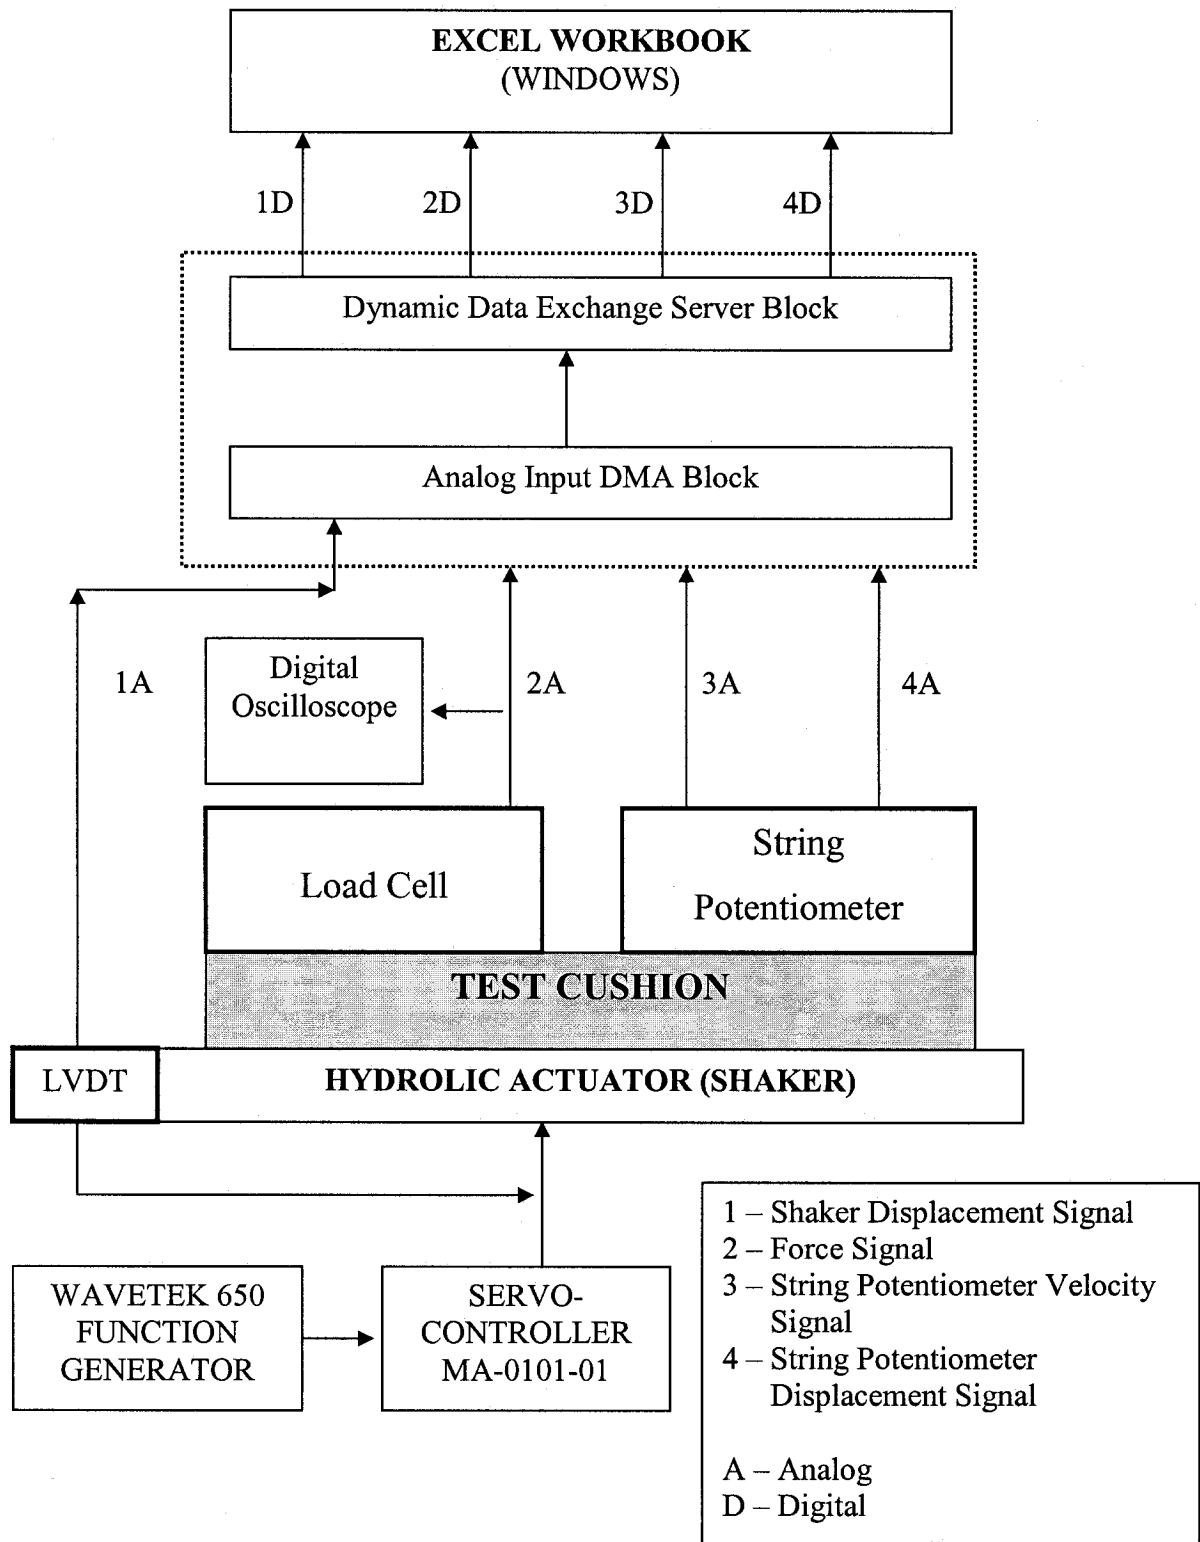 EXCEL WORKBOOK
(WINDOWS)
1D
2D
3D
4D
Dynamic Data Exchange Server Block
Analog Input DMA Block
1A
Digital
Oscilloscope
2A
3A
4A
Load Cell
String
Potentiometer
TEST CUSHION
LVDT
HYDROLIC ACTUATOR (SHAKER)
WAVETEK 650
FUNCTION
GENERATOR
SERVO-
CONTROLLER
MA-0101-01
1 – Shaker Displacement Signal
2 – Force Signal
3 – String Potentiometer Velocity
Signal
4 – String Potentiometer
Displacement Signal
A – Analog
D – Digital